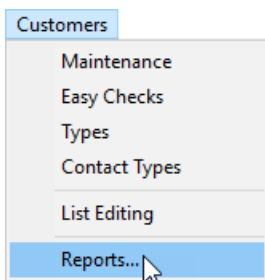 Customers
Maintenance
Easy Checks
Types
Contact Types
List Editing
Reports...